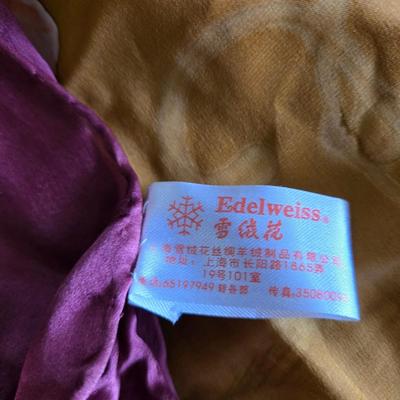 Edelweiss®
雪绒花
海雪绒花丝绸羊绒制品有限公司
地址：上海市长阳路1865弄
19号101室
电话:65197949 转各部 传真:35080093